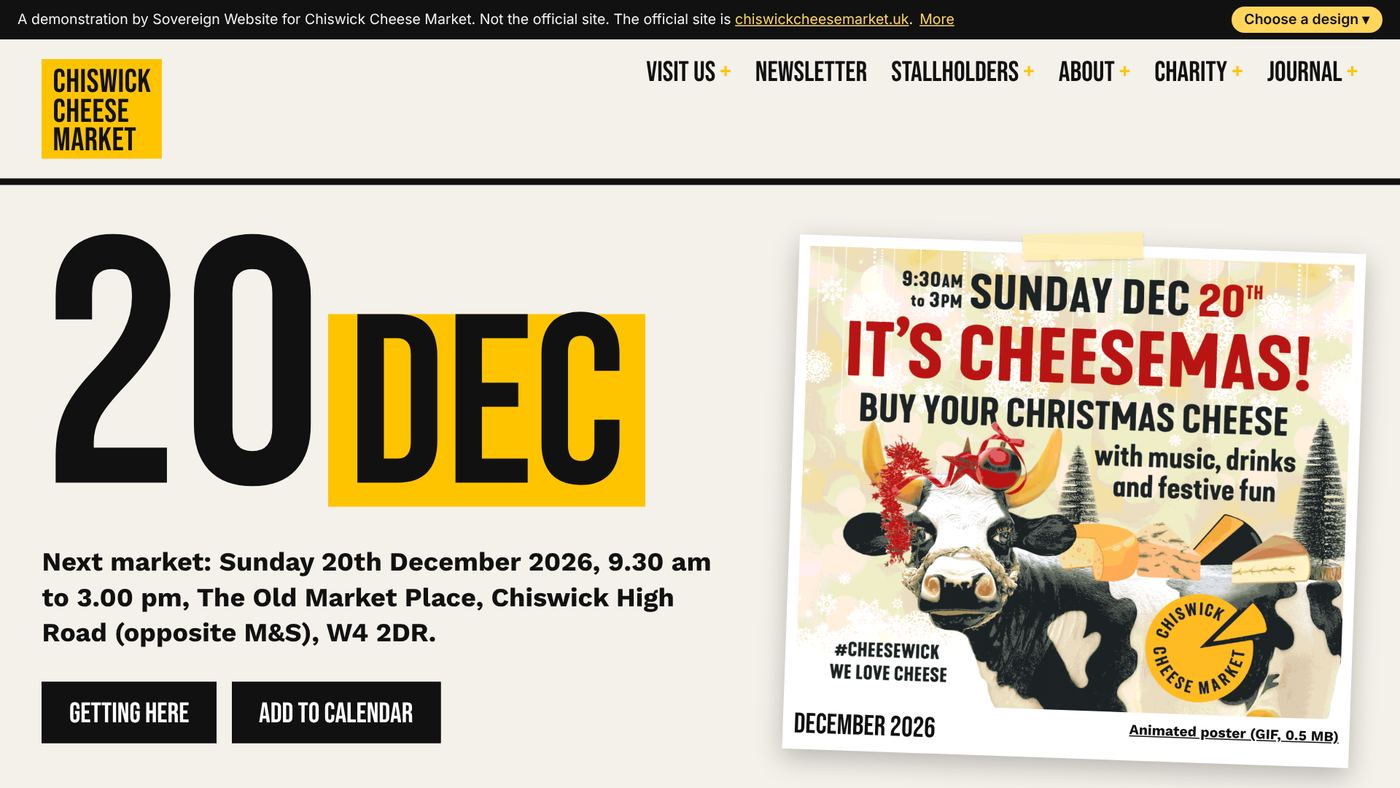 A demonstration by Sovereign Website for Chiswick Cheese Market. Not the official site. The official site is chiswickcheesemarket.uk. More
Choose a design ▾
CHISWICK
CHEESE
MARKET
VISIT US + NEWSLETTER STALLHOLDERS + ABOUT + CHARITY + JOURNAL +
20 DEC
Next market: Sunday 20th December 2026, 9.30 am
to 3.00 pm, The Old Market Place, Chiswick High
Road (opposite M&S), W4 2DR.
GETTING HERE
ADD TO CALENDAR
9:30AM
to 3PM
SUNDAY DEC 20TH
IT'S CHEESEMAS!
BUY YOUR CHRISTMAS CHEESE
with music, drinks
and festive fun
CHISWICK
CHEESE MARKET
#CHEESEWICK
WE LOVE CHEESE
DECEMBER 2026
Animated poster (GIF, 0.5 MB)